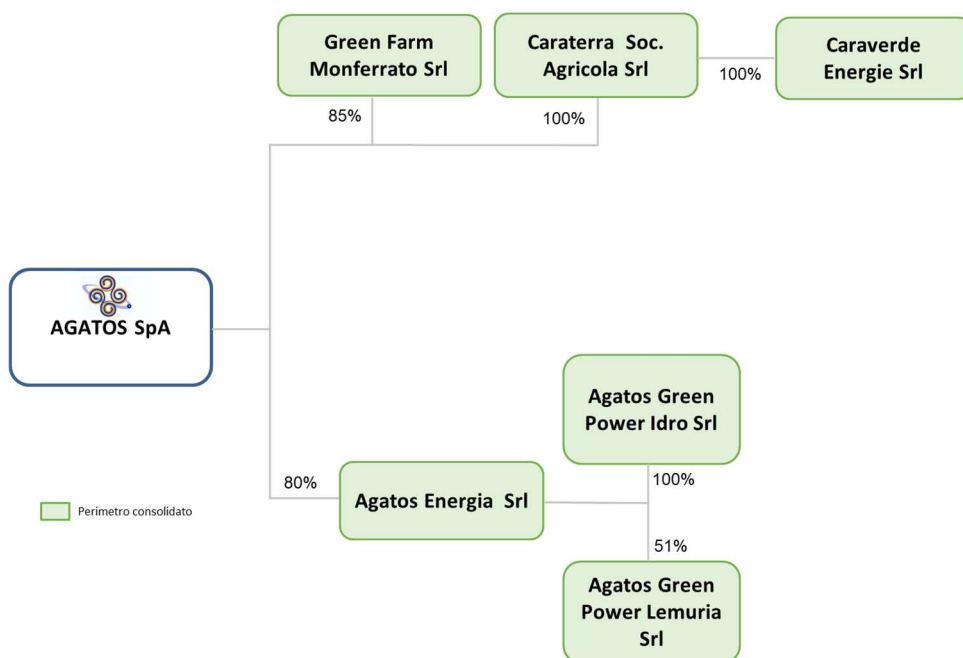 Green Farm
Monferrato Srl
Caraterra Soc.
Agricola Srl
100%
Caraverde
Energie Srl
85%
100%
AGATOS SpA
Agatos Green
Power Idro Srl
100%
80%
Agatos Energia Srl
Perimetro consolidato
51%
Agatos Green
Power Lemuria
Srl